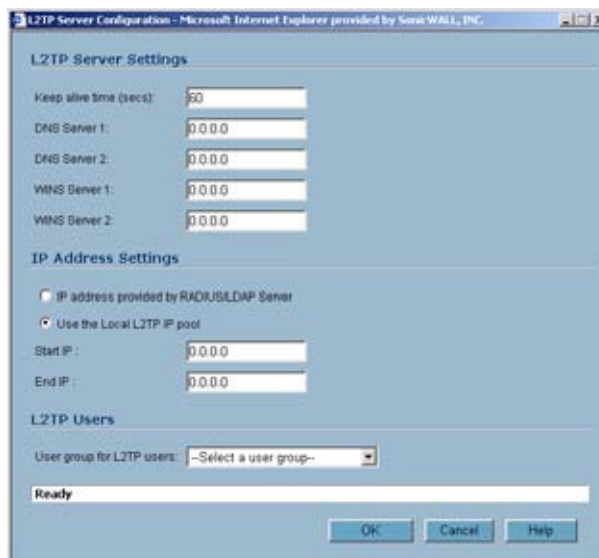 L2TP Server Configuration - Microsoft Internet Explorer provided by SonicWALL, INC.
L2TP Server Settings
Keep alive time (secs): 60
DNS Server 1: 0.0.0.0
DNS Server 2: 0.0.0.0
WINS Server 1: 0.0.0.0
WINS Server 2: 0.0.0.0
IP Address Settings
IP address provided by RADIUS/LDAP Server
Use the Local L2TP IP pool
Start IP : 0.0.0.0
End IP : 0.0.0.0
L2TP Users
User group for L2TP users: --Select a user group--
Ready
OK Cancel Help